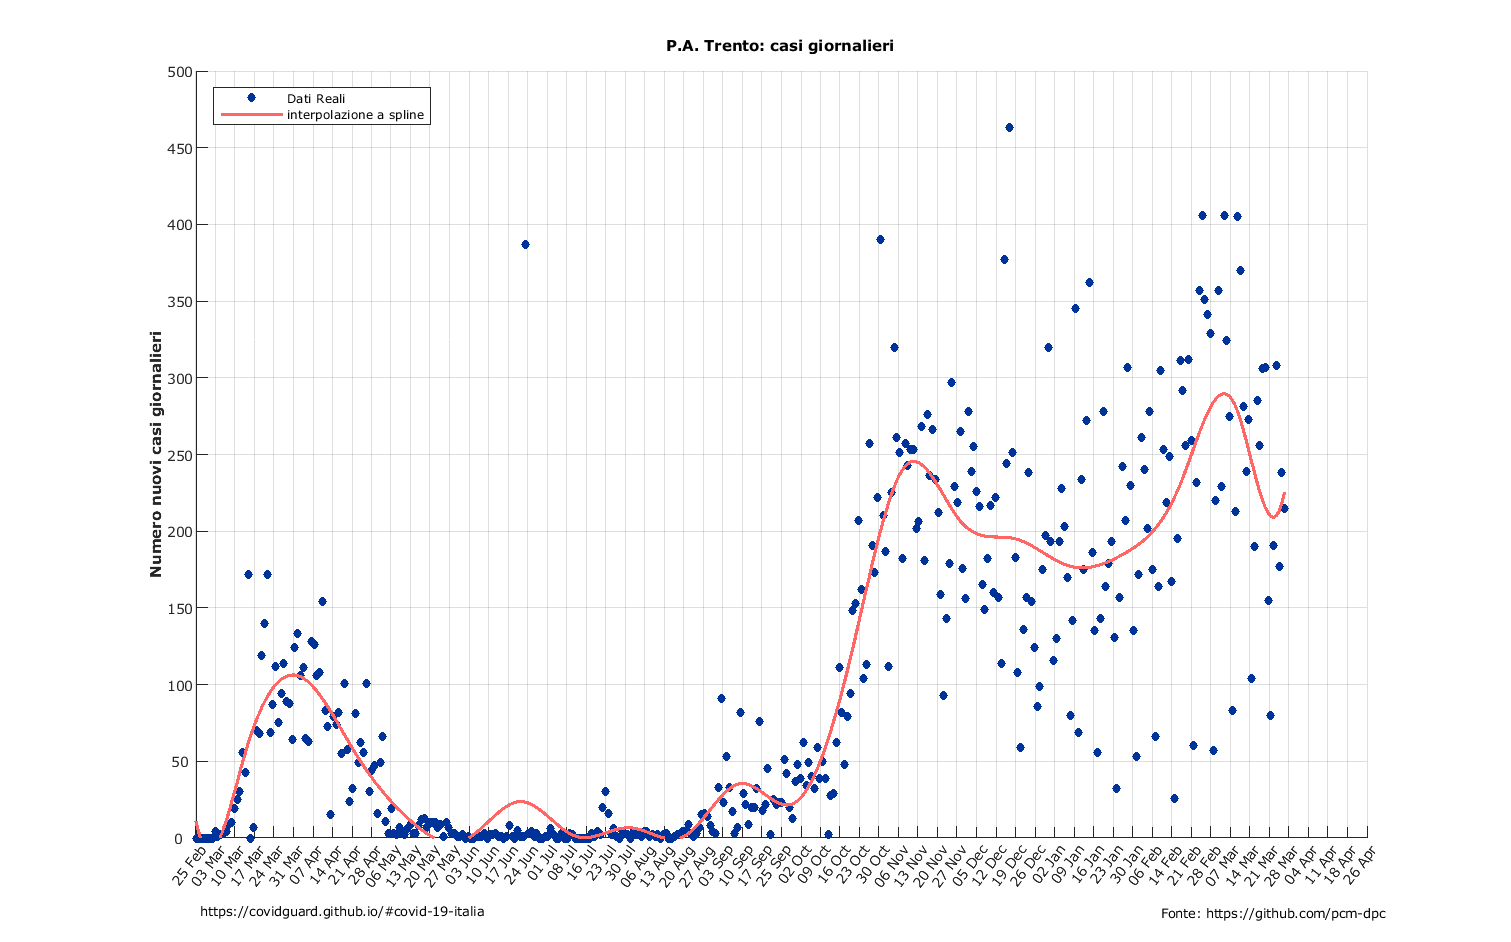 P.A. Trento: casi giornalieri
500
450
400
350
300
250
200
150
100
50
0
Dati Reali
interpolazione a spline
Numero nuovi casi giornalieri
25 Feb
03 Mar
10 Mar
17 Mar
24 Mar
31 Mar
07 Apr
14 Apr
21 Apr
28 Apr
06 May
13 May
20 May
27 May
03 Jun
10 Jun
17 Jun
24 Jun
01 Jul
08 Jul
16 Jul
23 Jul
30 Jul
06 Aug
13 Aug
20 Aug
27 Aug
03 Sep
10 Sep
17 Sep
25 Sep
02 Oct
09 Oct
16 Oct
23 Oct
30 Oct
06 Nov
06 Nov
13 Nov
20 Nov
27 Nov
05 Dec
12 Dec
19 Dec
26 Jan
02 Jan
09 Jan
16 Jan
23 Jan
30 Jan
06 Feb
14 Feb
21 Feb
28 Feb
07 Mar
14 Mar
21 Mar
28 Mar
04 Apr
11 Apr
18 Apr
26 Apr
https://covidguard.github.io/#covid-19-italia
Fonte: https://github.com/pcm-dpc